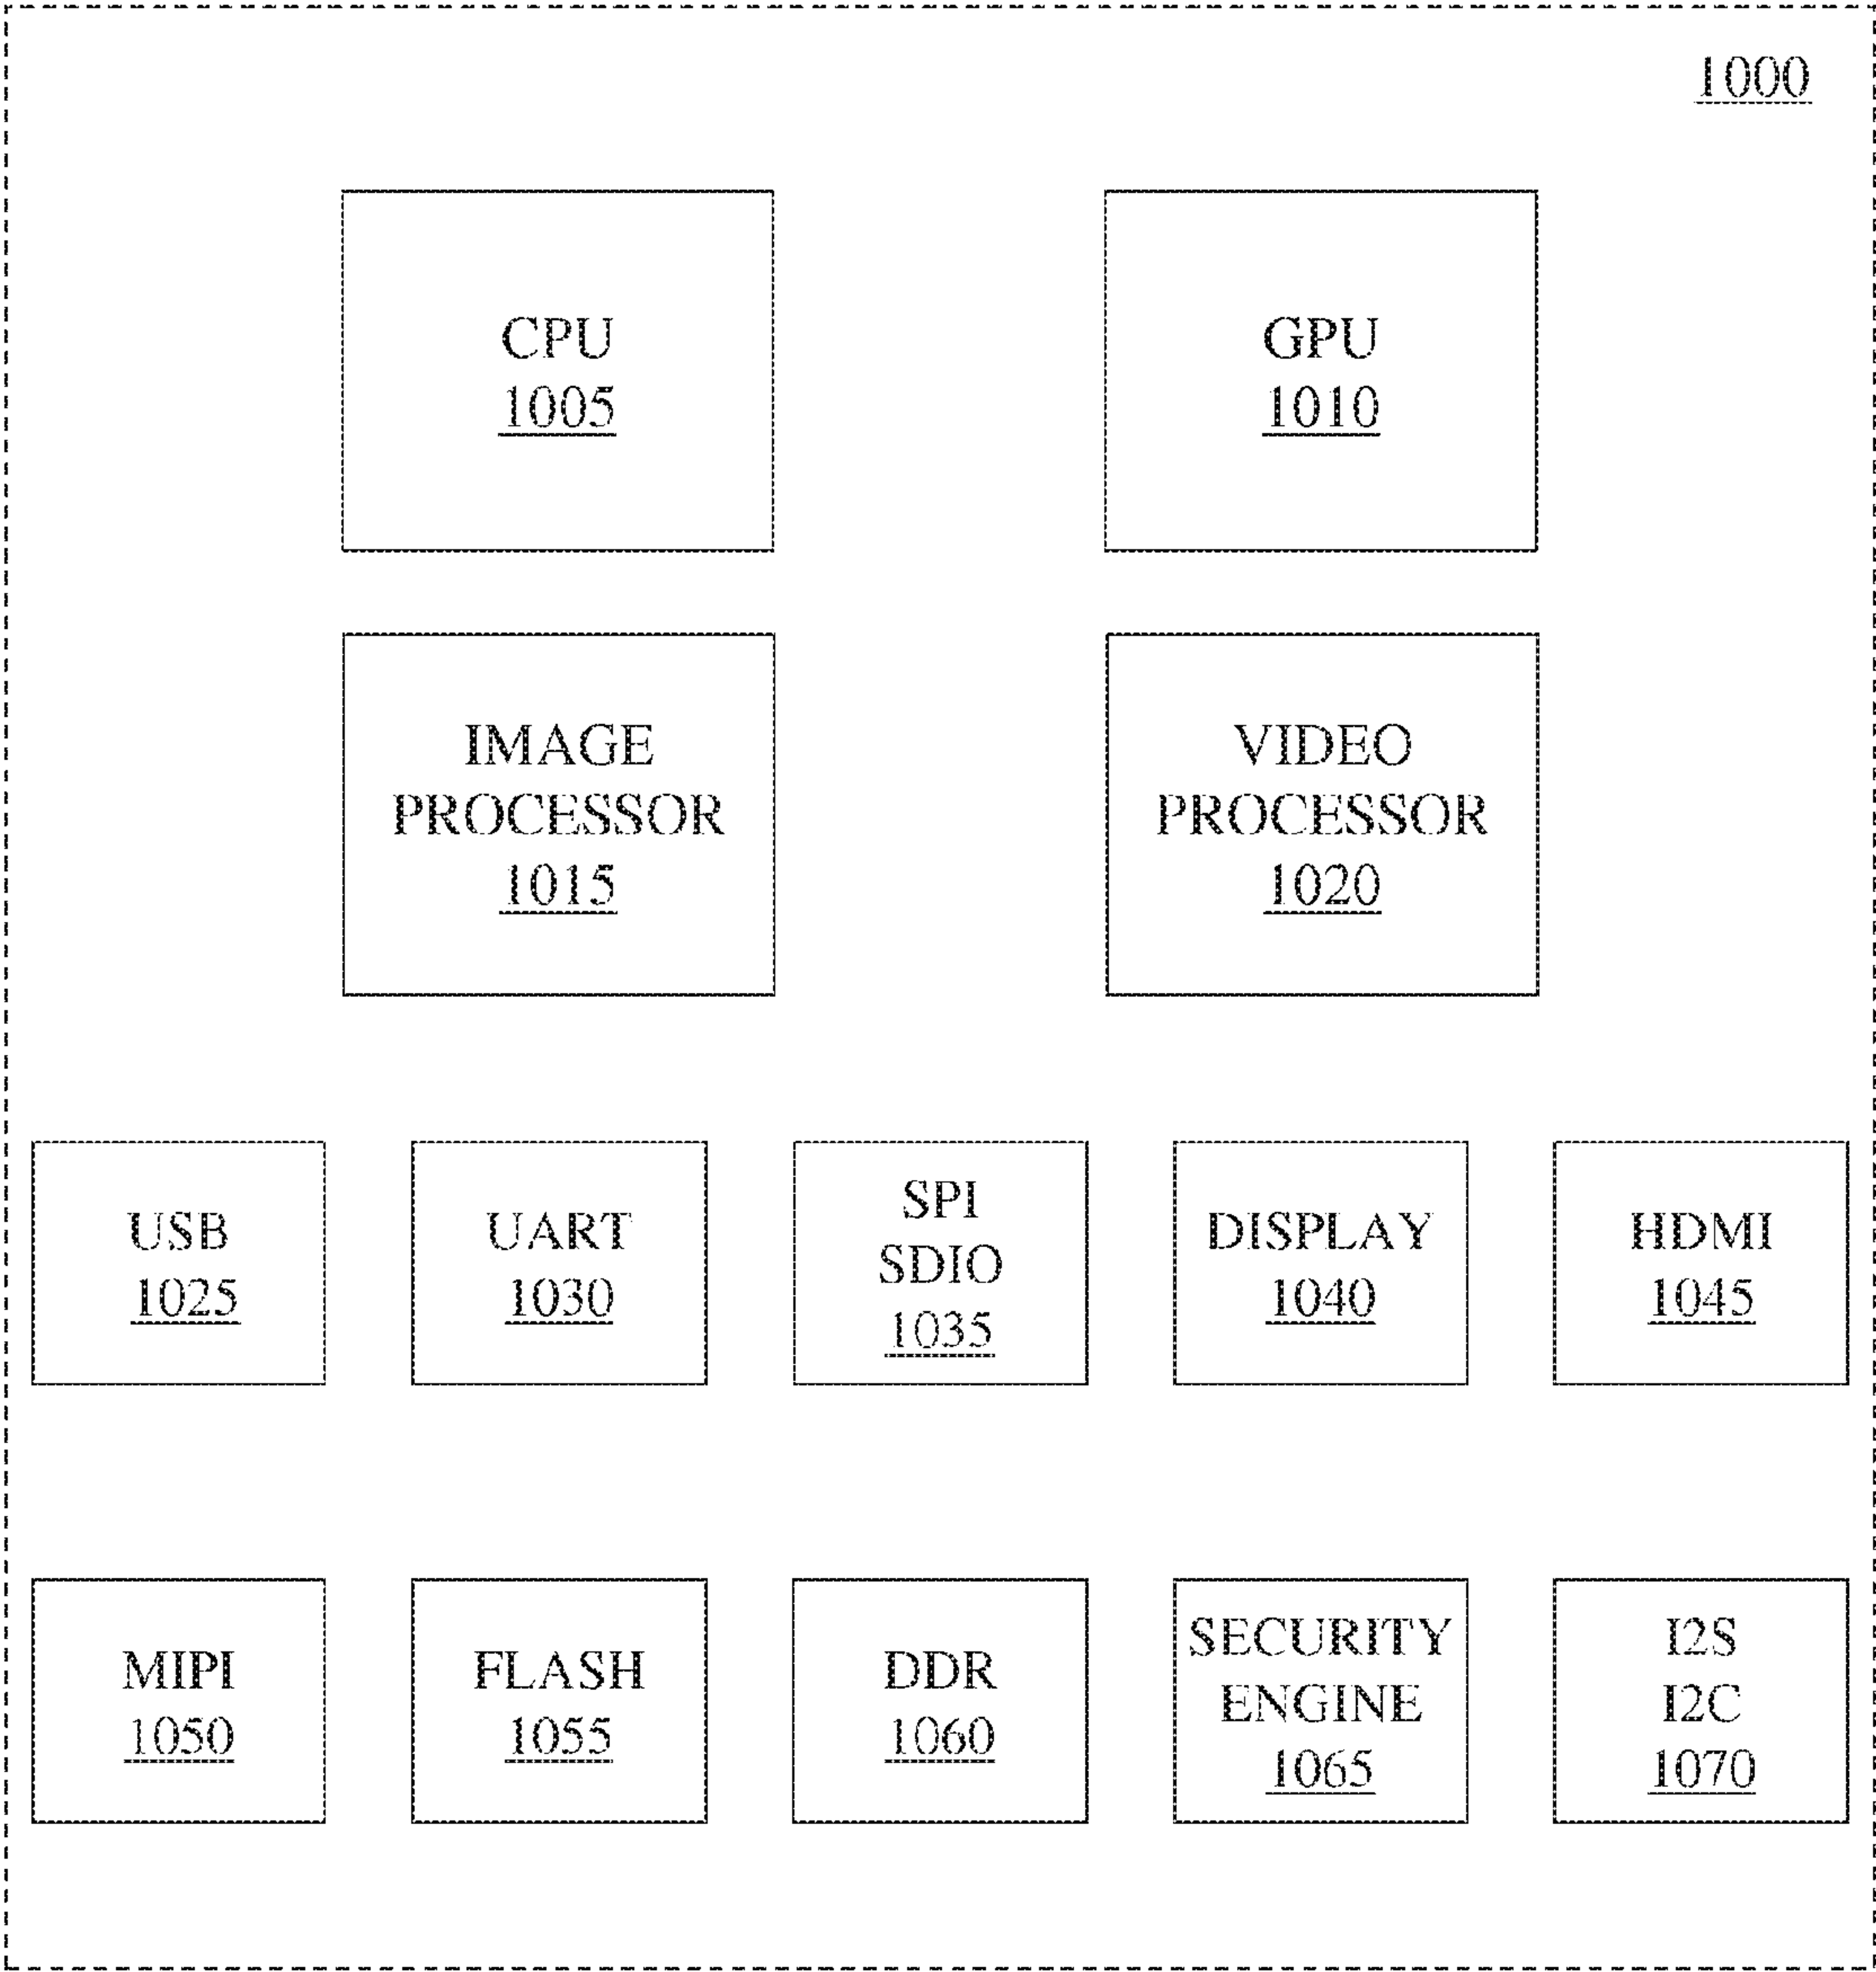 1000
CPU
1005
GPU
1010
IMAGE
PROCESSOR
1015
VIDEO
PROCESSOR
1020
USB
1025
UART
1030
SPI
SDIO
1035
DISPLAY
1040
HDMI
1045
MIPI
1050
FLASH
1055
DDR
1060
SECURITY
ENGINE
1065
I2S
I2C
1070